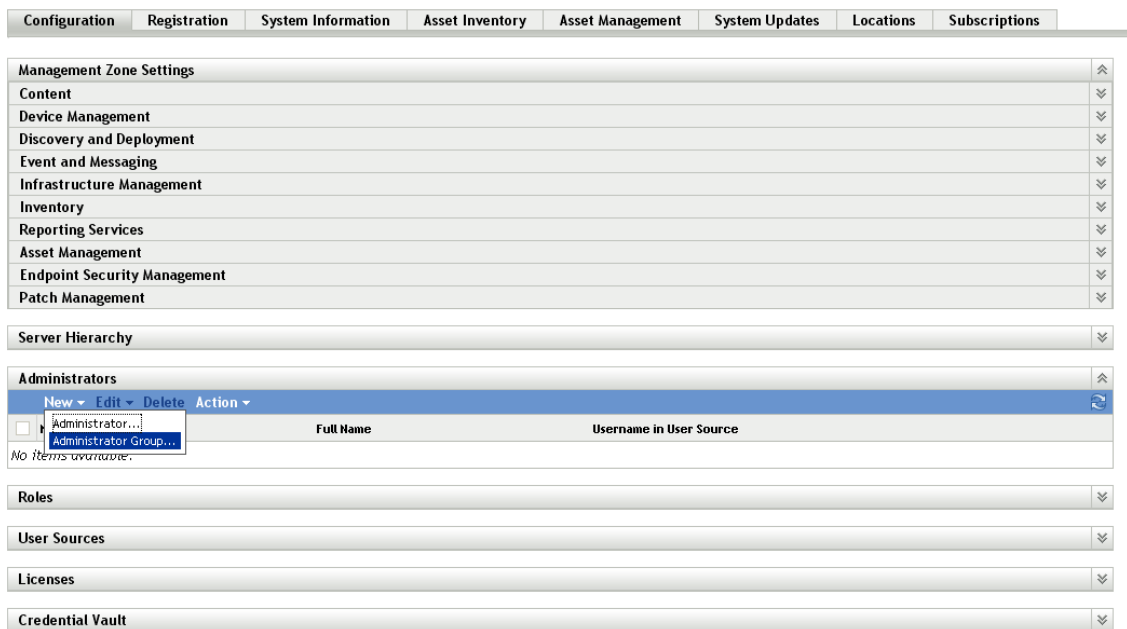 Configuration Registration System Information Asset Inventory Asset Management System Updates Locations Subscriptions
Management Zone Settings
Content
Device Management
Discovery and Deployment
Event and Messaging
Infrastructure Management
Inventory
Reporting Services
Asset Management
Endpoint Security Management
Patch Management
Server Hierarchy
Administrators
New Edit Delete Action
Administrator...
Full Name Username in User Source
Administrator Group...
No items available.
Roles
User Sources
Licenses
Credential Vault